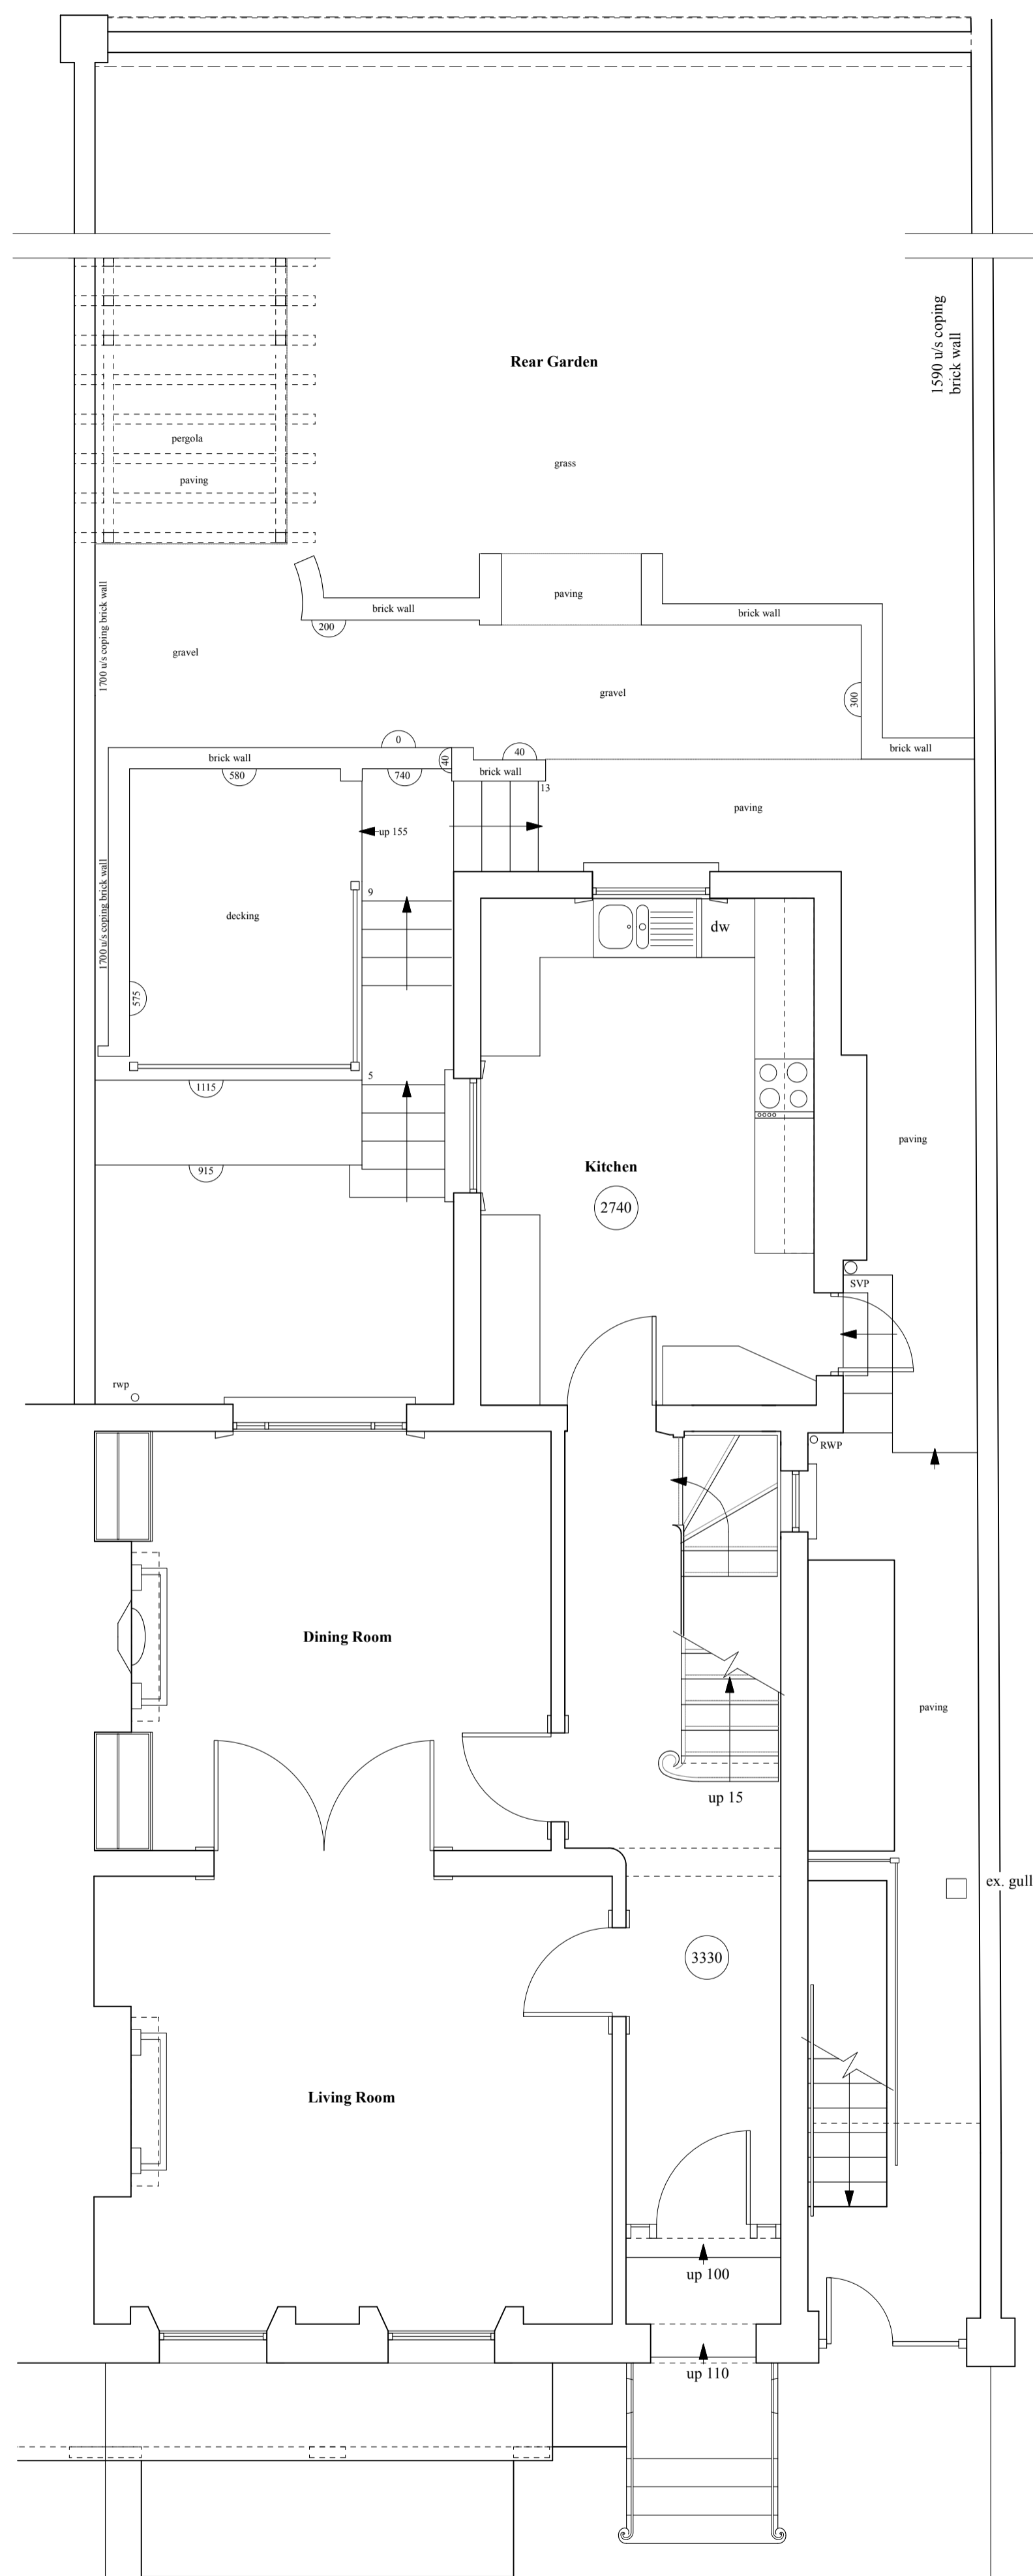 1590 u/s coping
brick wall
Rear Garden
pergola
grass
paving
1700 u/s coping brick wall
brick wall
paving
brick wall
200
gravel
gravel
300
0
brick wall
40
40
brick wall
580
740
brick wall
13
paving
up 155
9
1700 u/s coping brick wall
decking
dw
575
5
1115
paving
915
Kitchen
2740
SVP
rwp
RWP
Dining Room
paving
up 15
ex. gull
3330
Living Room
up 100
up 110